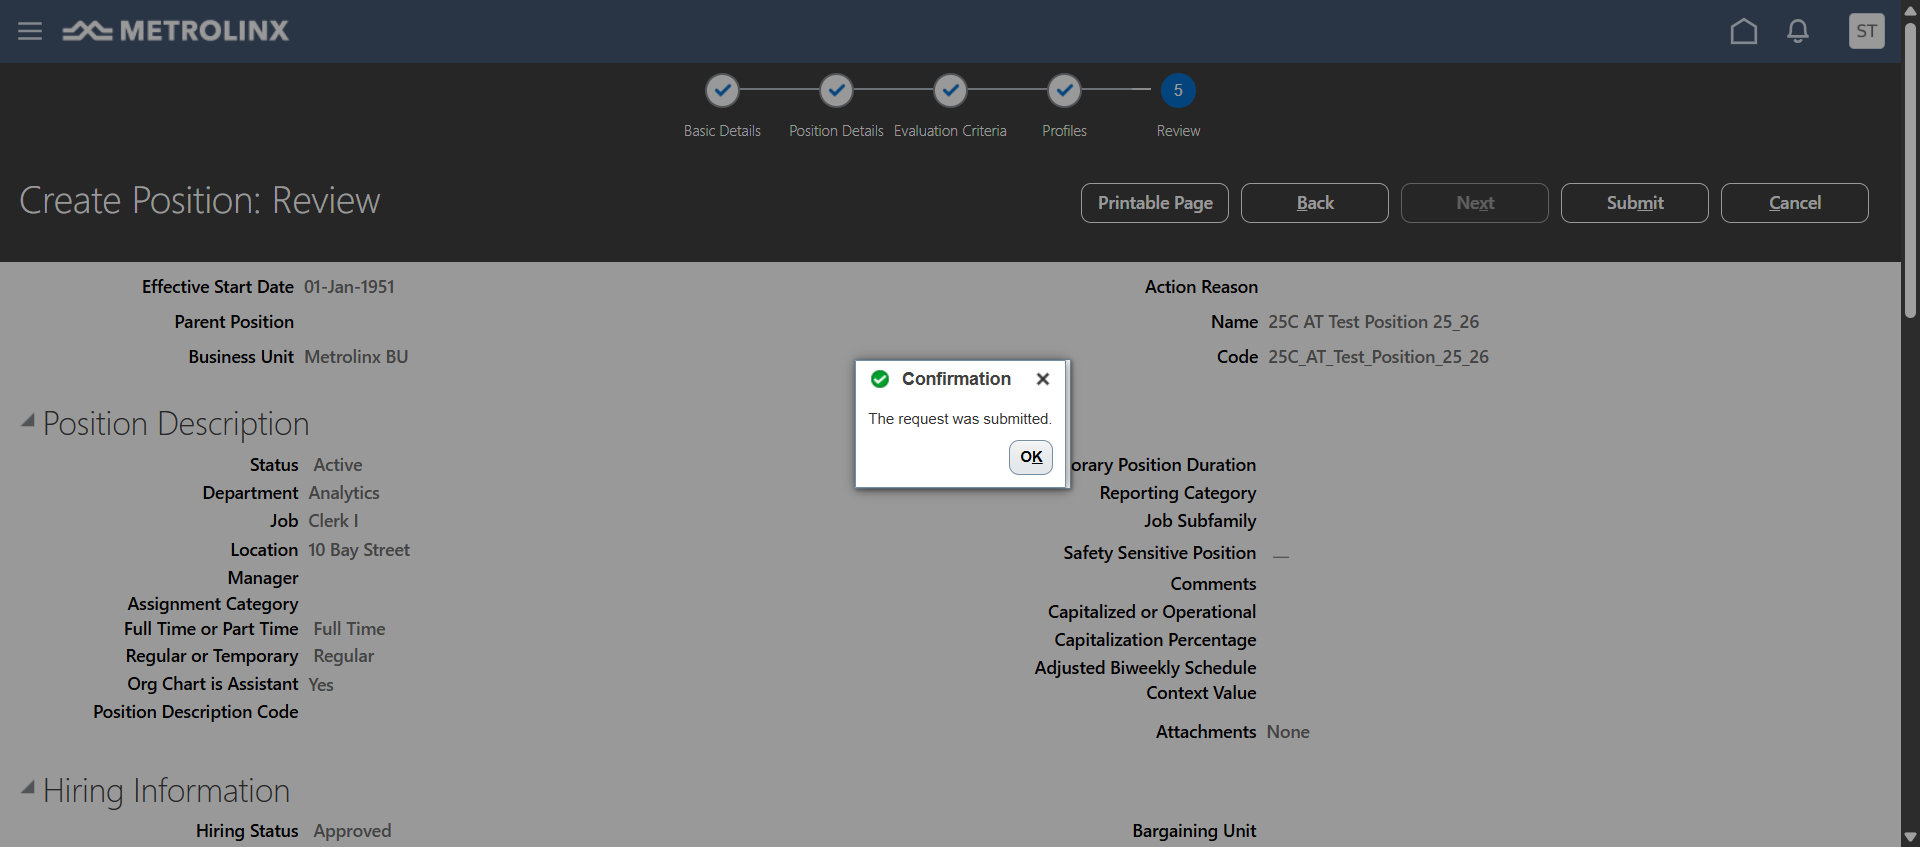 METROLINX
ST
5
Basic Details
Position Details
Evaluation Criteria
Profiles
Review
Create Position: Review
Printable Page
Back
Next
Submit
Cancel
Effective Start Date 01-Jan-1951
Action Reason
Parent Position
Name 25C AT Test Position 25_26
Business Unit Metrolinx BU
Code 25C_AT_Test_Position_25_26
Confirmation
The request was submitted.
OK
Position Description
Status Active
orary Position Duration
Department Analytics
Reporting Category
Job Clerk I
Job Subfamily
Location 10 Bay Street
Safety Sensitive Position —
Manager
Comments
Assignment Category
Capitalized or Operational
Full Time or Part Time Full Time
Capitalization Percentage
Regular or Temporary Regular
Adjusted Biweekly Schedule
Org Chart is Assistant Yes
Context Value
Position Description Code
Attachments None
Hiring Information
Hiring Status Approved
Bargaining Unit